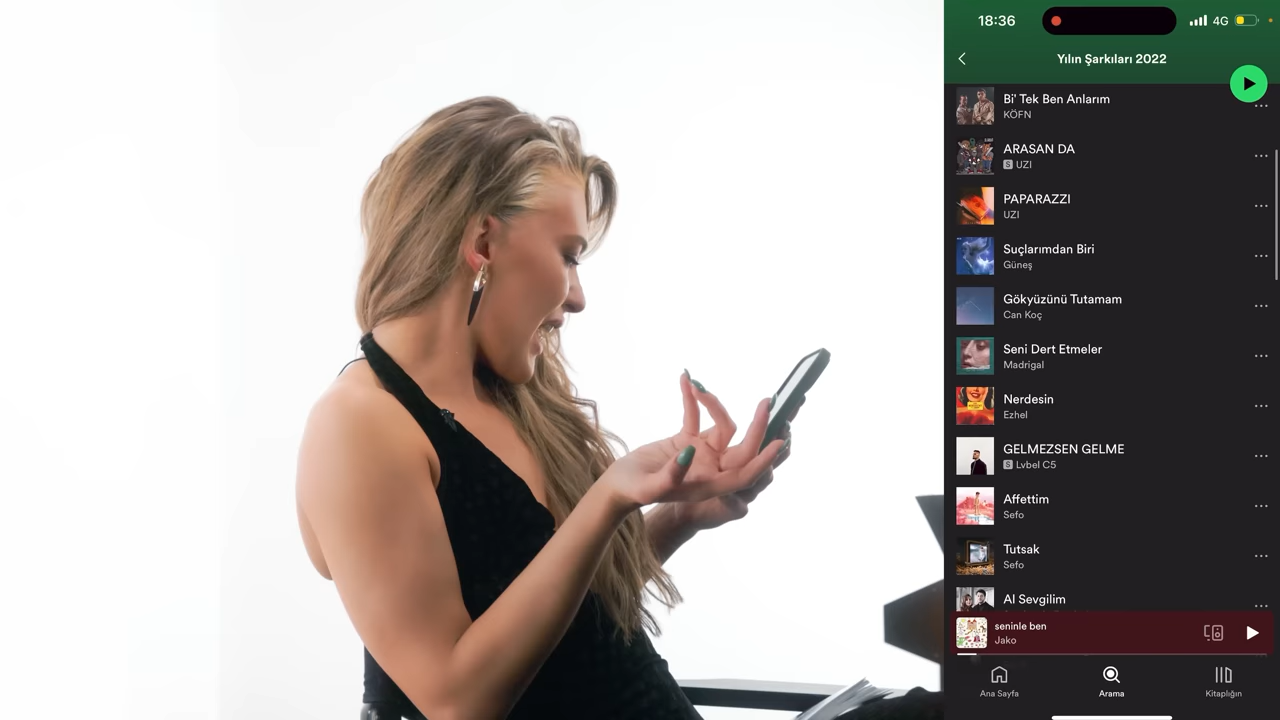 18:36
4G
Yılın Şarkıları 2022
Bi' Tek Ben Anlarım
KÖFN
ARASAN DA
S UZI
PAPARAZZI
UZI
Suçlarımdan Biri
Güneş
Gökyüzünü Tutamam
Can Koç
Seni Dert Etmeler
Madrigal
Nerdesin
Ezhel
GELMEZSEN GELME
S Lvbel C5
Affettim
Sefo
Tutsak
Sefo
Al Sevgilim
seninle ben
Jako
Ana Sayfa
Arama
Kitaplığın